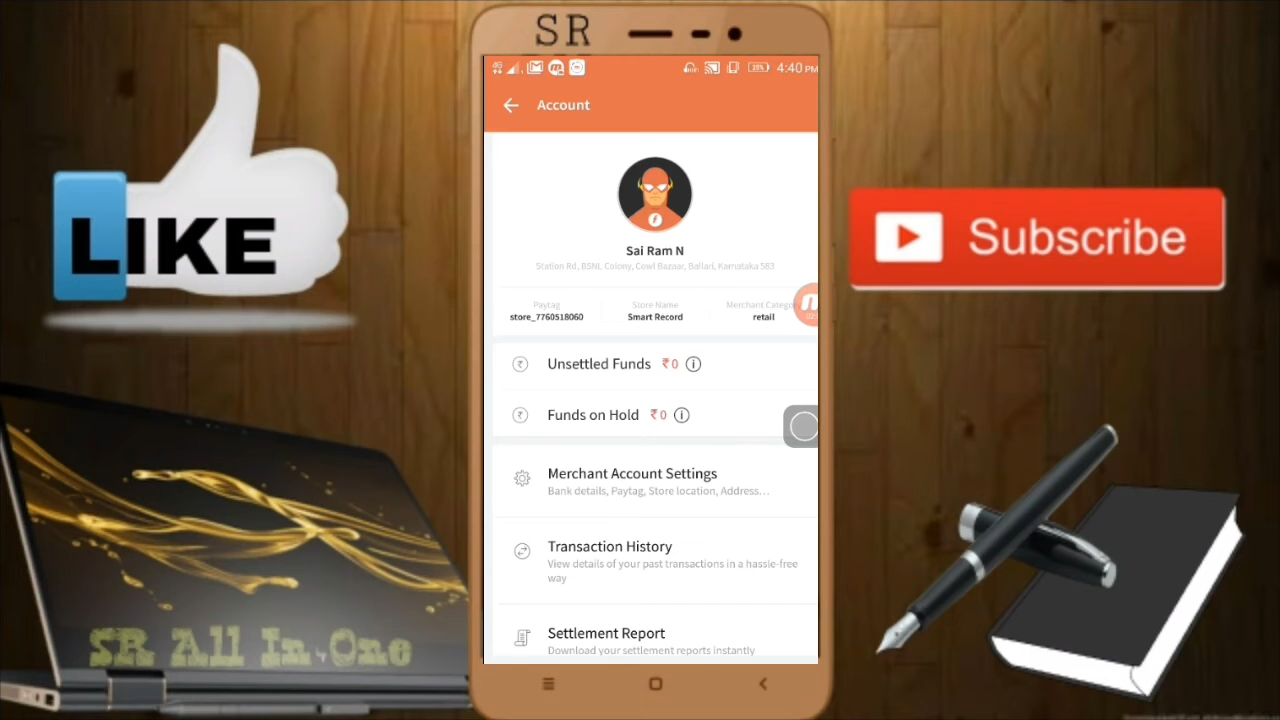 SR
4G
4:40 PM
Account
LIKE
Subscribe
Sai Ram N
Station Rd, BSNL Colony, Cowl Bazaar, Ballari, Karnataka 583
Paytag
Store Name
Merchant Categ
store_7760518060
Smart Record
retail
Unsettled Funds ₹0
Funds on Hold ₹0
Merchant Account Settings
Bank details, Paytag, Store location, Address...
Transaction History
View details of your past transactions in a hassle-free
way
Settlement Report
Download your settlement reports instantly
SR All In One